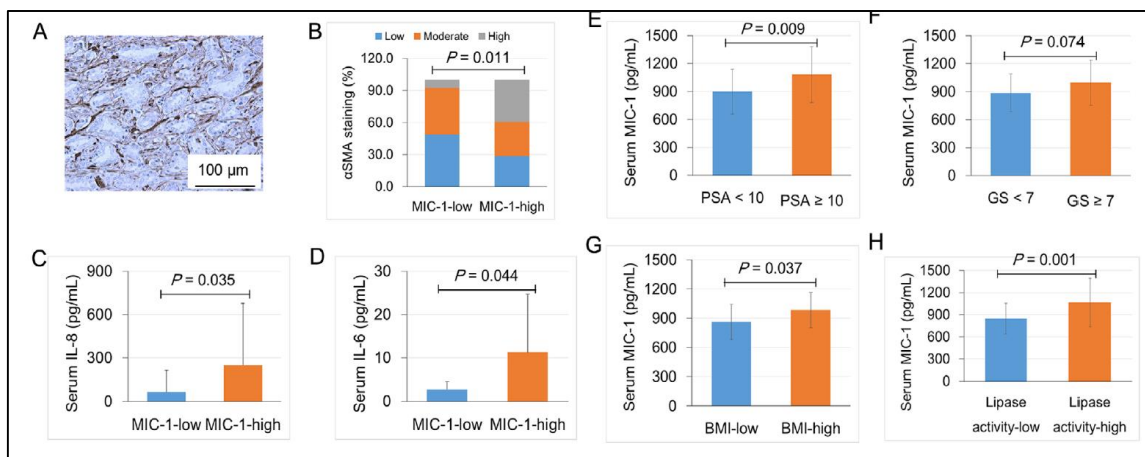 A
100 µm
B
Low Moderate High
P = 0.011
αSMA staining (%)
120.0
90.0
60.0
30.0
0.0
MIC-1-low MIC-1-high
E
P = 0.009
Serum MIC-1 (pg/mL)
1500
1200
900
600
300
0
PSA < 10 PSA ≥ 10
F
P = 0.074
Serum MIC-1 (pg/mL)
1500
1200
900
600
300
0
GS < 7 GS ≥ 7
C
P = 0.035
Serum IL-8 (pg/mL)
900
600
300
0
MIC-1-low MIC-1-high
D
P = 0.044
Serum IL-6 (pg/mL)
30
20
10
0
MIC-1-low MIC-1-high
G
P = 0.037
Serum MIC-1 (pg/mL)
1500
1200
900
600
300
0
BMI-low BMI-high
H
P = 0.001
Serum MIC-1 (pg/mL)
1500
1200
900
600
300
0
Lipase Lipase
activity-low activity-high